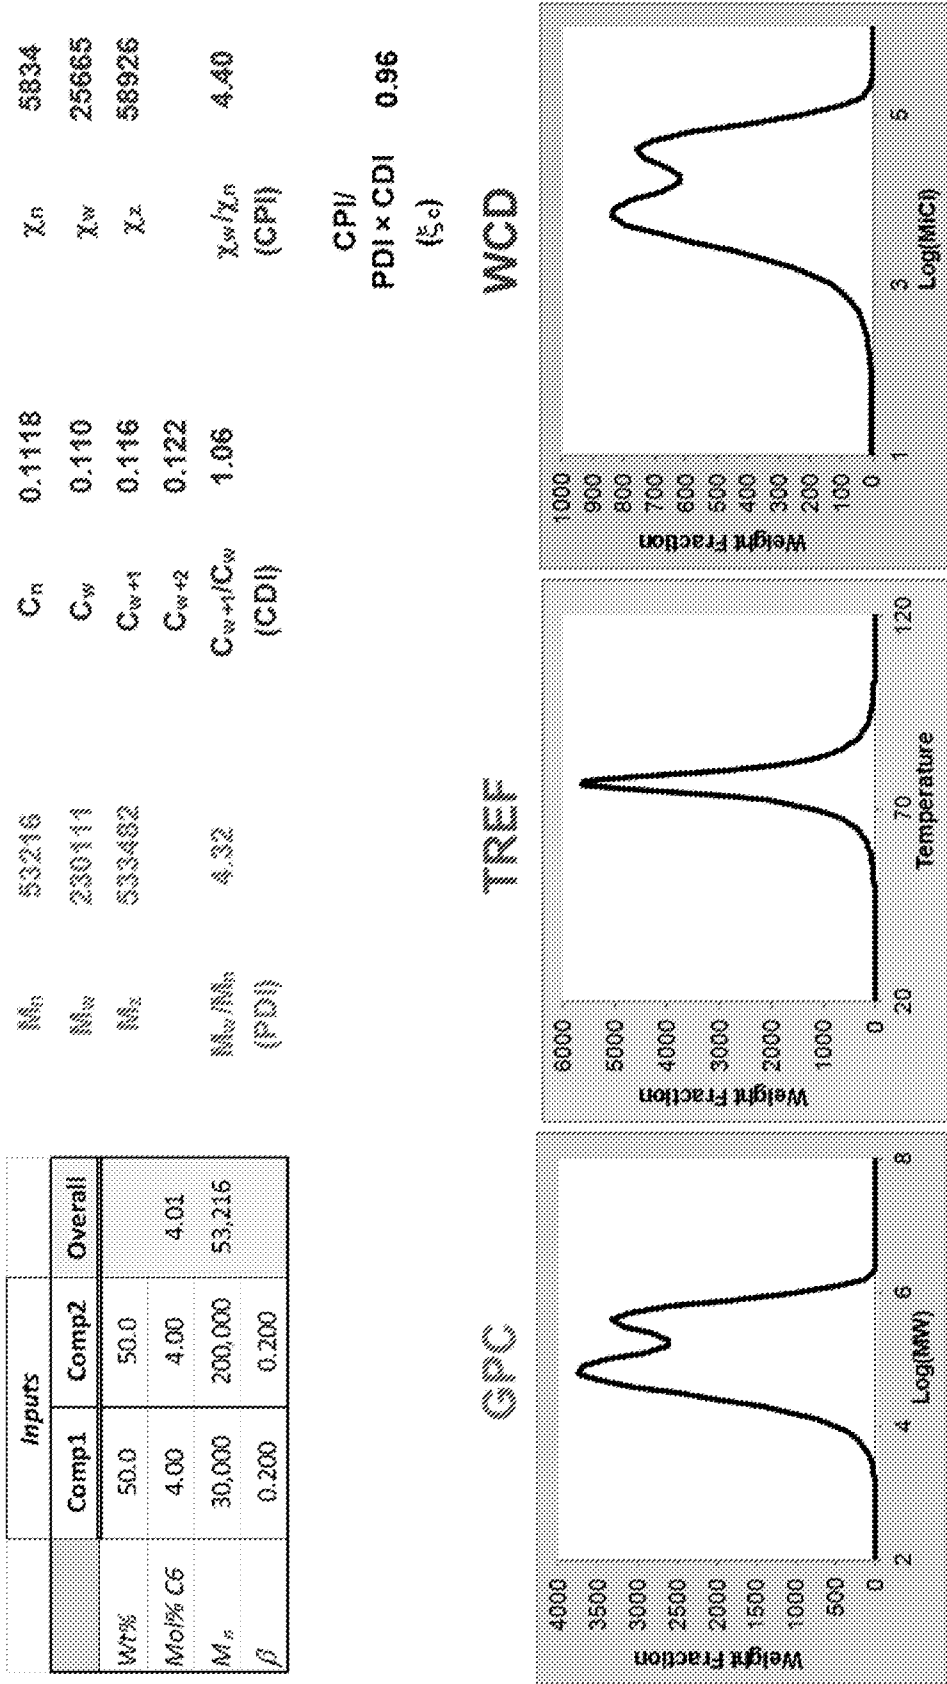 Inputs
Comp1 Comp2 Overall
Wt% 50.0 50.0
Mol% C6 4.00 4.00 4.01
Mn 30,000 200,000 53,216
β 0.200 0.200
Mn 53216
Mw 230111
Mz 533482
Mw/Mn 4.32
(PDI)
Cn 0.1118
Cw 0.110
Cw+1 0.116
Cw+2 0.122
Cw+1/Cw 1.06
(CDI)
χn 5834
χw 25665
χz 58926
χw/χn 4.40
(CPI)
CPI/
PDI × CDI 0.96
(ξc)
GPC
Weight Fraction
4000
3500
3000
2500
2000
1500
1000
500
0
2 4 6 8
Log(MW)
TREF
Weight Fraction
6000
5000
4000
3000
2000
1000
0
20 70 120
Temperature
WCD
Weight Fraction
1000
900
800
700
600
500
400
300
200
100
0
1 3 5
Log(MiCi)